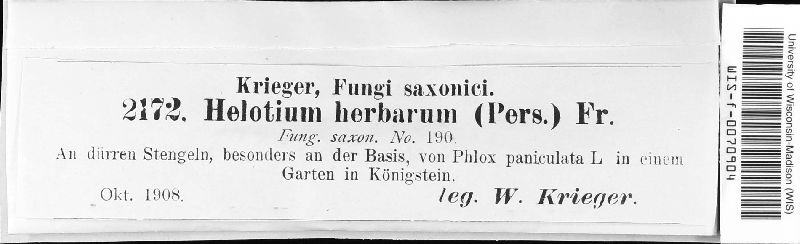 Krieger, Fungi saxonici.
2172. Helotium herbarum (Pers.) Fr.
Fung. saxon. No. 190.
An dürren Stengeln, besonders an der Basis, von Phlox paniculata L in einem
Garten in Königstein.
Okt. 1908. leg. W. Krieger.
University of Wisconsin-Madison (WIS)
WIS-f-0070904